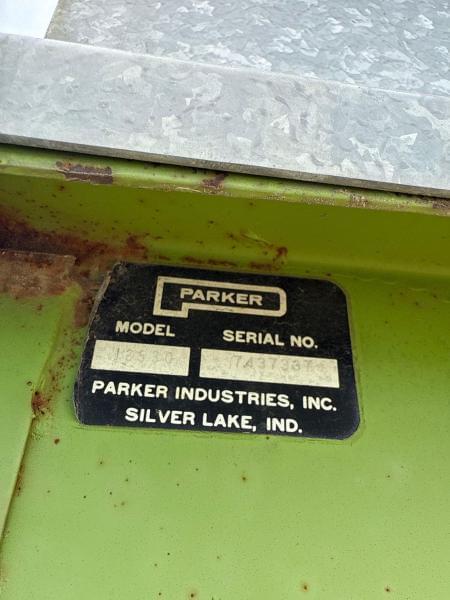 PARKER
MODEL SERIAL NO.
PARKER INDUSTRIES, INC.
SILVER LAKE, IND.